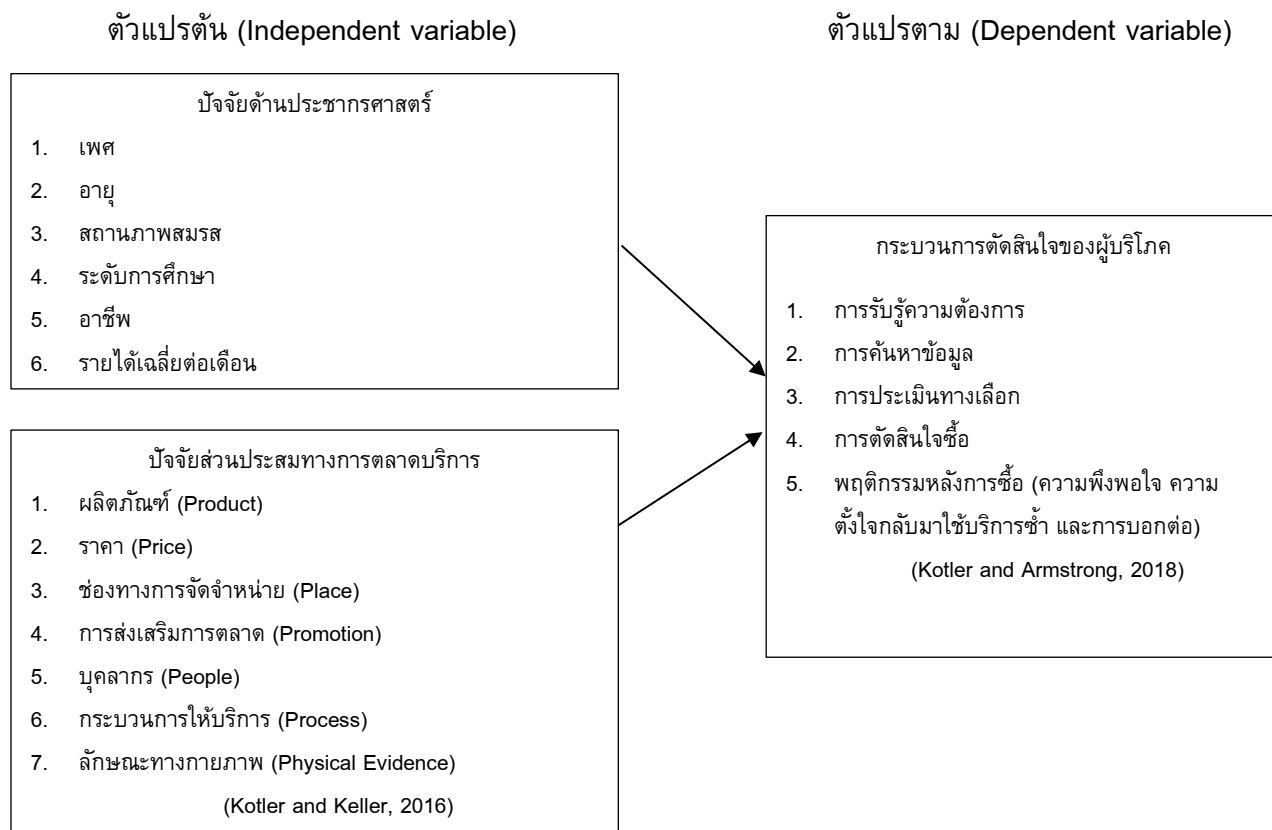 ตัวแปรต้น (Independent variable)
ปัจจัยด้านประชากรศาสตร์
1. เพศ
2. อายุ
3. สถานภาพสมรส
4. ระดับการศึกษา
5. อาชีพ
6. รายได้เฉลี่ยต่อเดือน
ปัจจัยส่วนประสมทางการตลาดบริการ
1. ผลิตภัณฑ์ (Product)
2. ราคา (Price)
3. ช่องทางการจัดจำหน่าย (Place)
4. การส่งเสริมการตลาด (Promotion)
5. บุคลากร (People)
6. กระบวนการให้บริการ (Process)
7. ลักษณะทางกายภาพ (Physical Evidence)
(Kotler and Keller, 2016)
ตัวแปรตาม (Dependent variable)
กระบวนการตัดสินใจของผู้บริโภค
1. การรับรู้ความต้องการ
2. การค้นหาข้อมูล
3. การประเมินทางเลือก
4. การตัดสินใจซื้อ
5. พฤติกรรมหลังการซื้อ (ความพึงพอใจ ความ
ตั้งใจกลับมาใช้บริการซ้ำ และการบอกต่อ)
(Kotler and Armstrong, 2018)